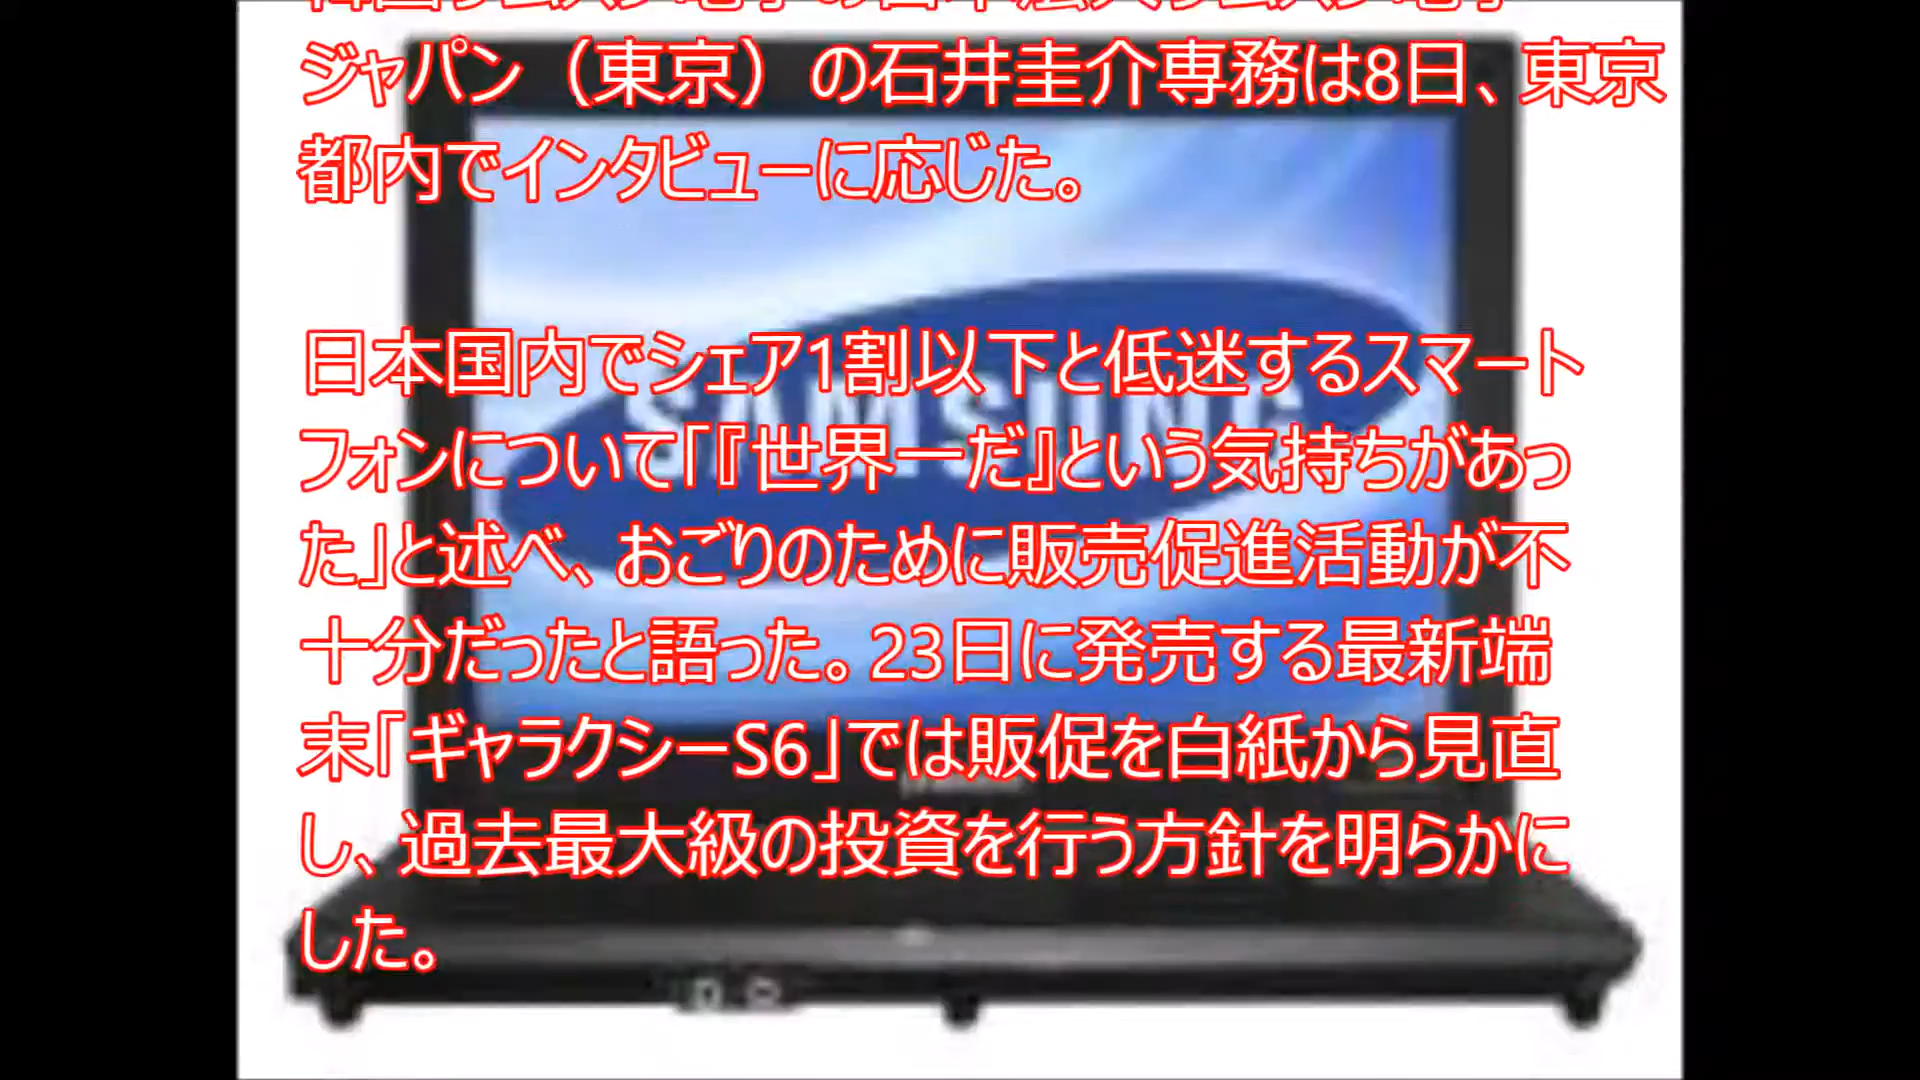 ジャパン（東京）の石井圭介専務は8日、東京
都内でインタビューに応じた。
日本国内でシェア1割以下と低迷するスマート
フォンについて「『世界一だ』という気持ちがあっ
た」と述べ、おごりのために販売促進活動が不
十分だったと語った。23日に発売する最新端
末「ギャラクシーS6」では販促を白紙から見直
し、過去最大級の投資を行う方針を明らかに
した。
SAMSUNG